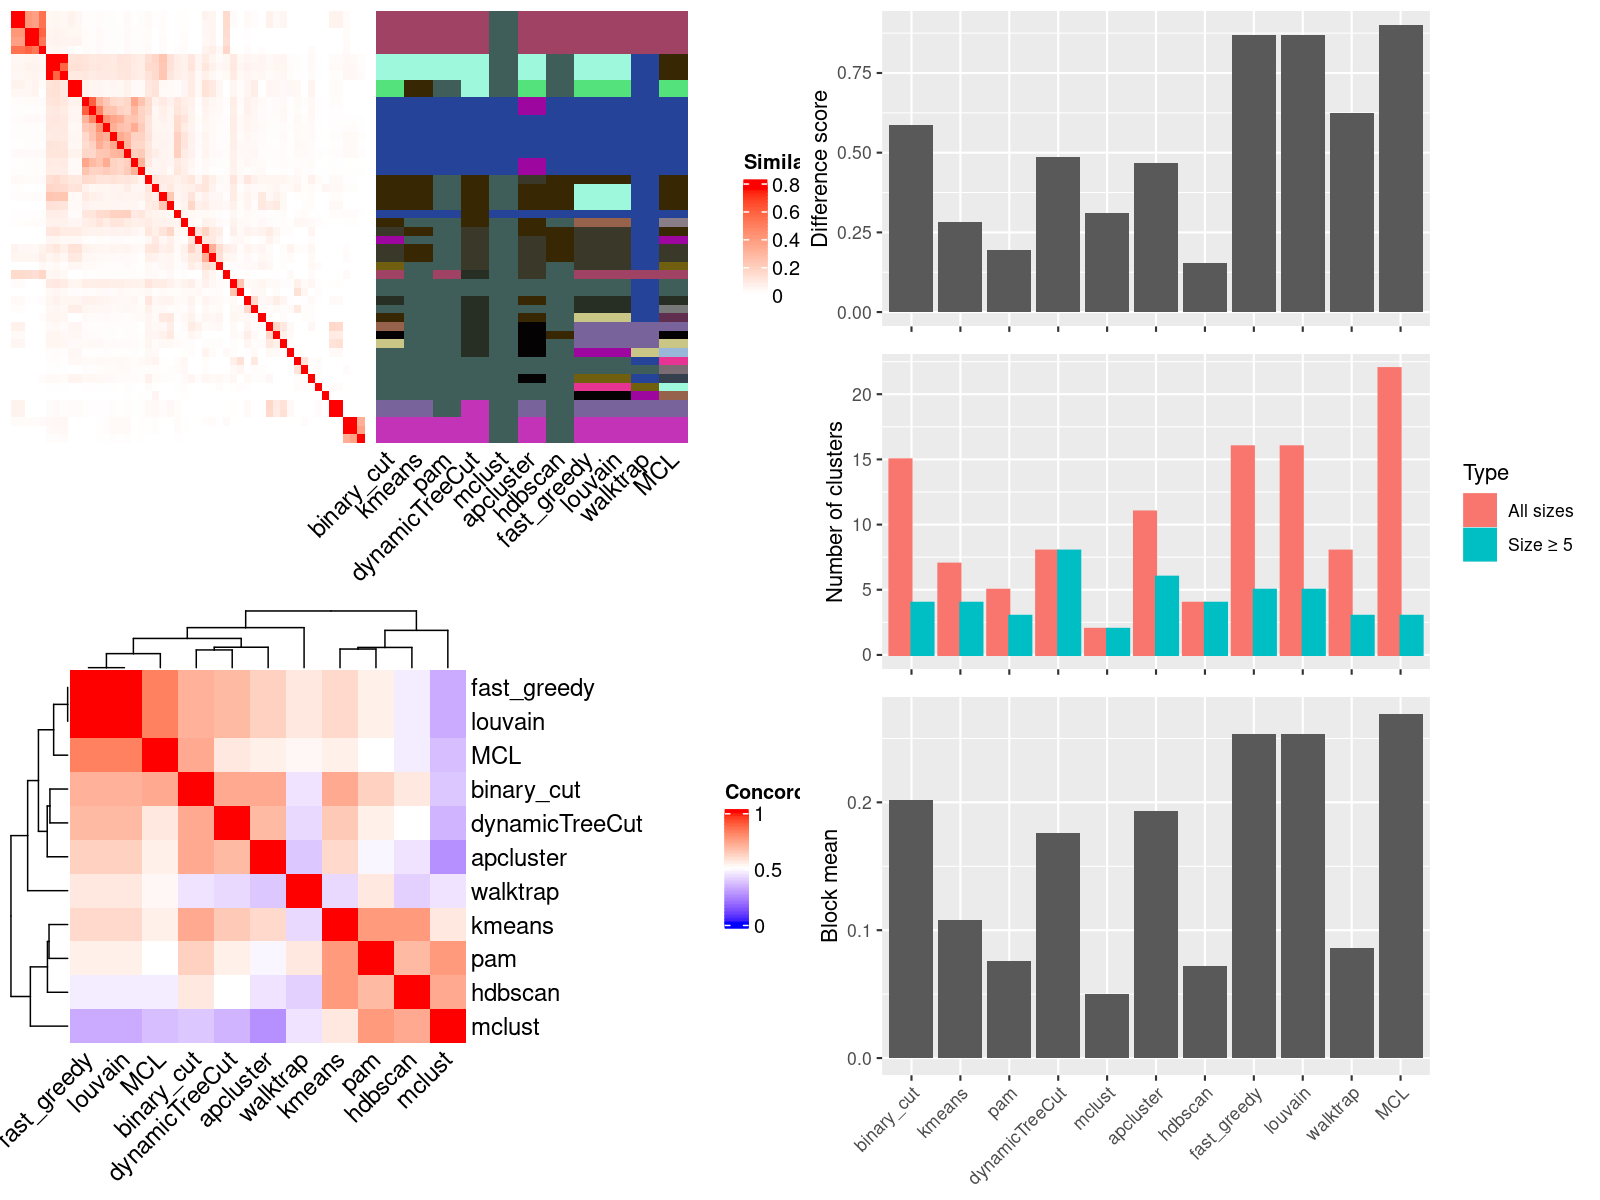 Simila
0.8
0.6
0.4
0.2
0
binary_cut
kmeans
pam
dynamicTreeCut
mclust
apcluster
hdbscan
fast_greedy
louvain
walktrap
MCL
fast_greedy
louvain
MCL
binary_cut
dynamicTreeCut
apcluster
walktrap
kmeans
pam
hdbscan
mclust
fast_greedy
louvain
MCL
binary_cut
dynamicTreeCut
apcluster
walktrap
kmeans
pam
hdbscan
mclust
Concord
1
0.5
0
Difference score
0.75
0.50
0.25
0.00
Number of clusters
20
15
10
5
0
Type
All sizes
Size ≥ 5
Block mean
0.2
0.1
0.0
binary_cut
kmeans
pam
dynamicTreeCut
mclust
apcluster
hdbscan
fast_greedy
louvain
walktrap
MCL